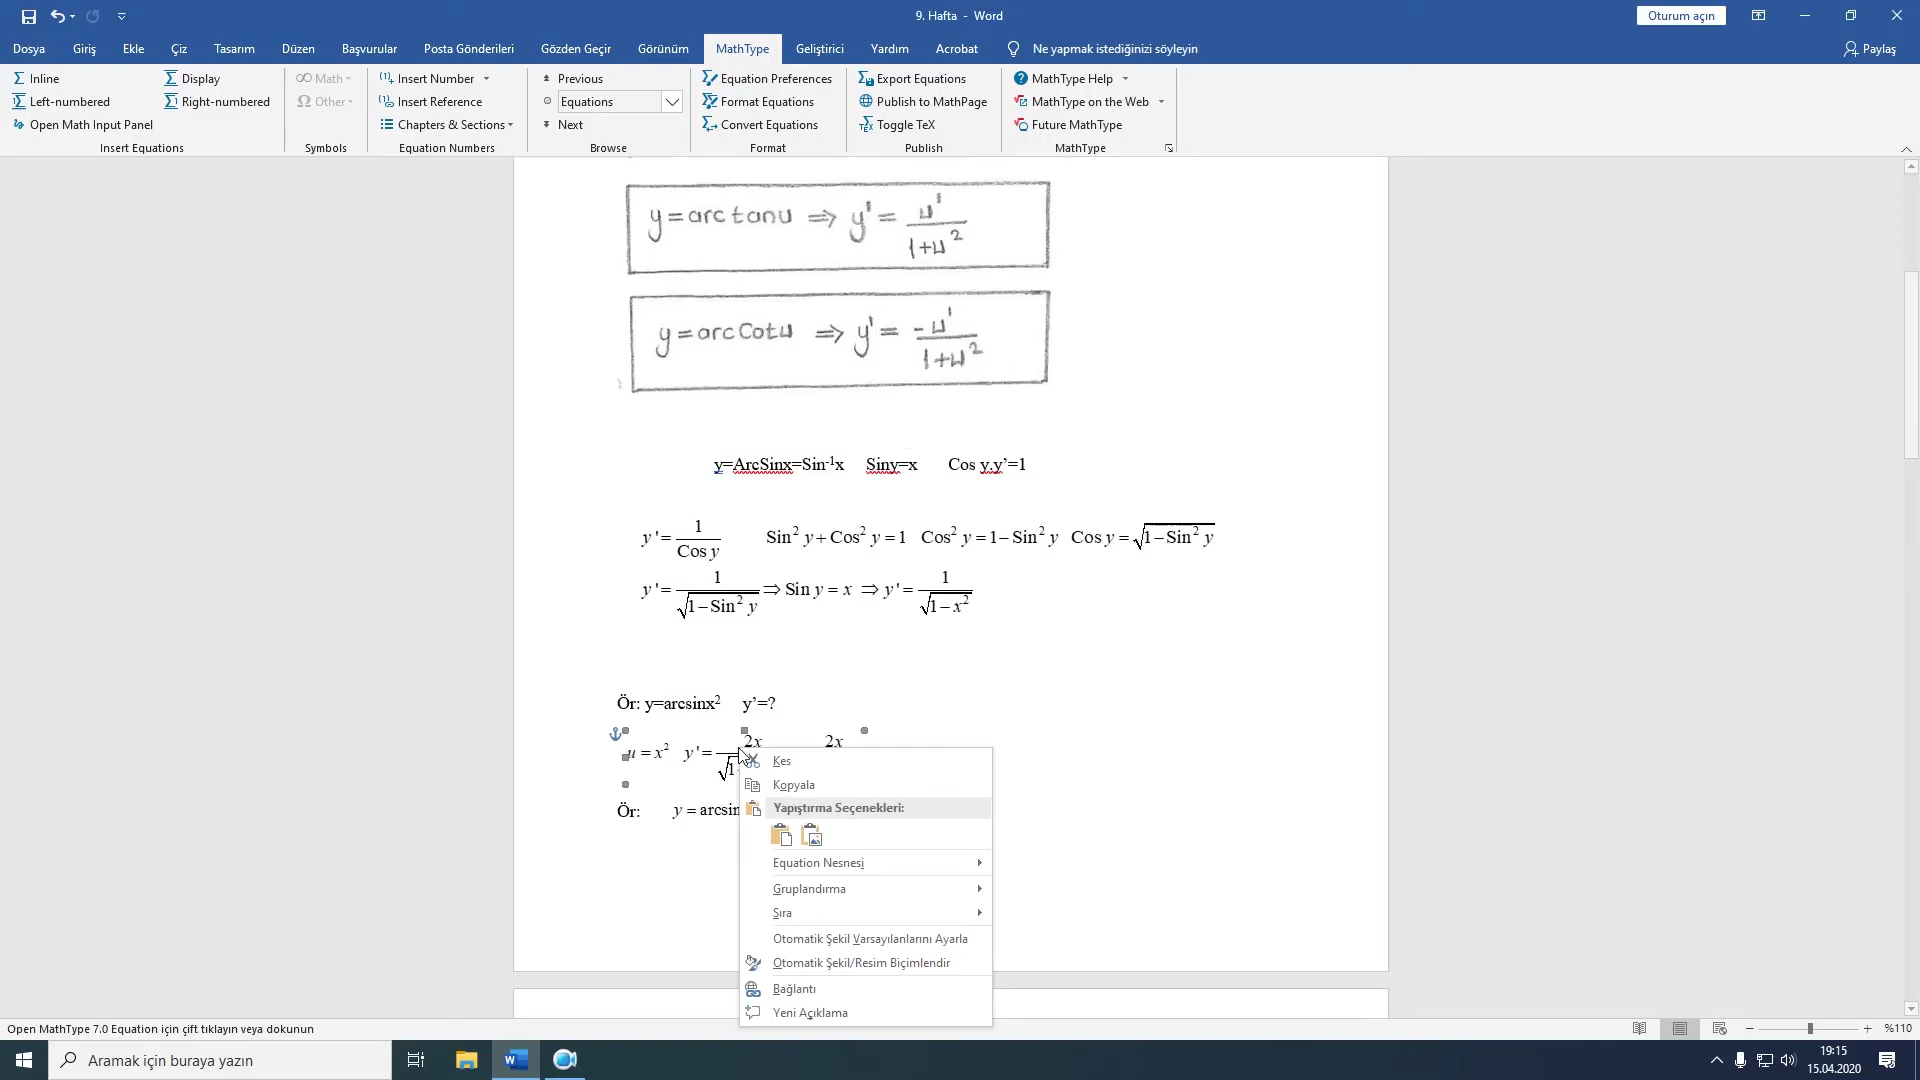 9. Hafta - Word
Oturum açın
Dosya Giriş Ekle Çiz Tasarım Düzen Başvurular Posta Gönderileri Gözden Geçir Görünüm MathType Geliştirici Yardım Acrobat Ne yapmak istediğinizi söyleyin Paylaş
Inline Display Math Insert Number Previous Equation Preferences Export Equations MathType Help
Left-numbered Right-numbered Other Insert Reference Equations Format Equations Publish to MathPage MathType on the Web
Open Math Input Panel Chapters & Sections Next Convert Equations Toggle TeX Future MathType
Insert Equations Symbols Equation Numbers Browse Format Publish MathType
y=arctanu ⇒ y' = u'/(1+u²)
y=arcCotu ⇒ y' = -u'/(1+u²)
y=ArcSinx=Sin⁻¹x Siny=x Cos y.y’=1
y'= 1/(Cos y) Sin² y+Cos² y=1 Cos² y=1−Sin² y Cos y=√(1−Sin² y)
y'= 1/√(1−Sin² y) ⇒ Sin y = x ⇒ y'= 1/√(1−x²)
Ör: y=arcsinx² y’=?
u = x² y'= 2x/√1 2x
Ör: y = arcsin
Kes
Kopyala
Yapıştırma Seçenekleri:
Equation Nesnesi
Gruplandırma
Sıra
Otomatik Şekil Varsayılanlarını Ayarla
Otomatik Şekil/Resim Biçimlendir
Bağlantı
Yeni Açıklama
Open MathType 7.0 Equation için çift tıklayın veya dokunun
%110
Aramak için buraya yazın
19:15
15.04.2020